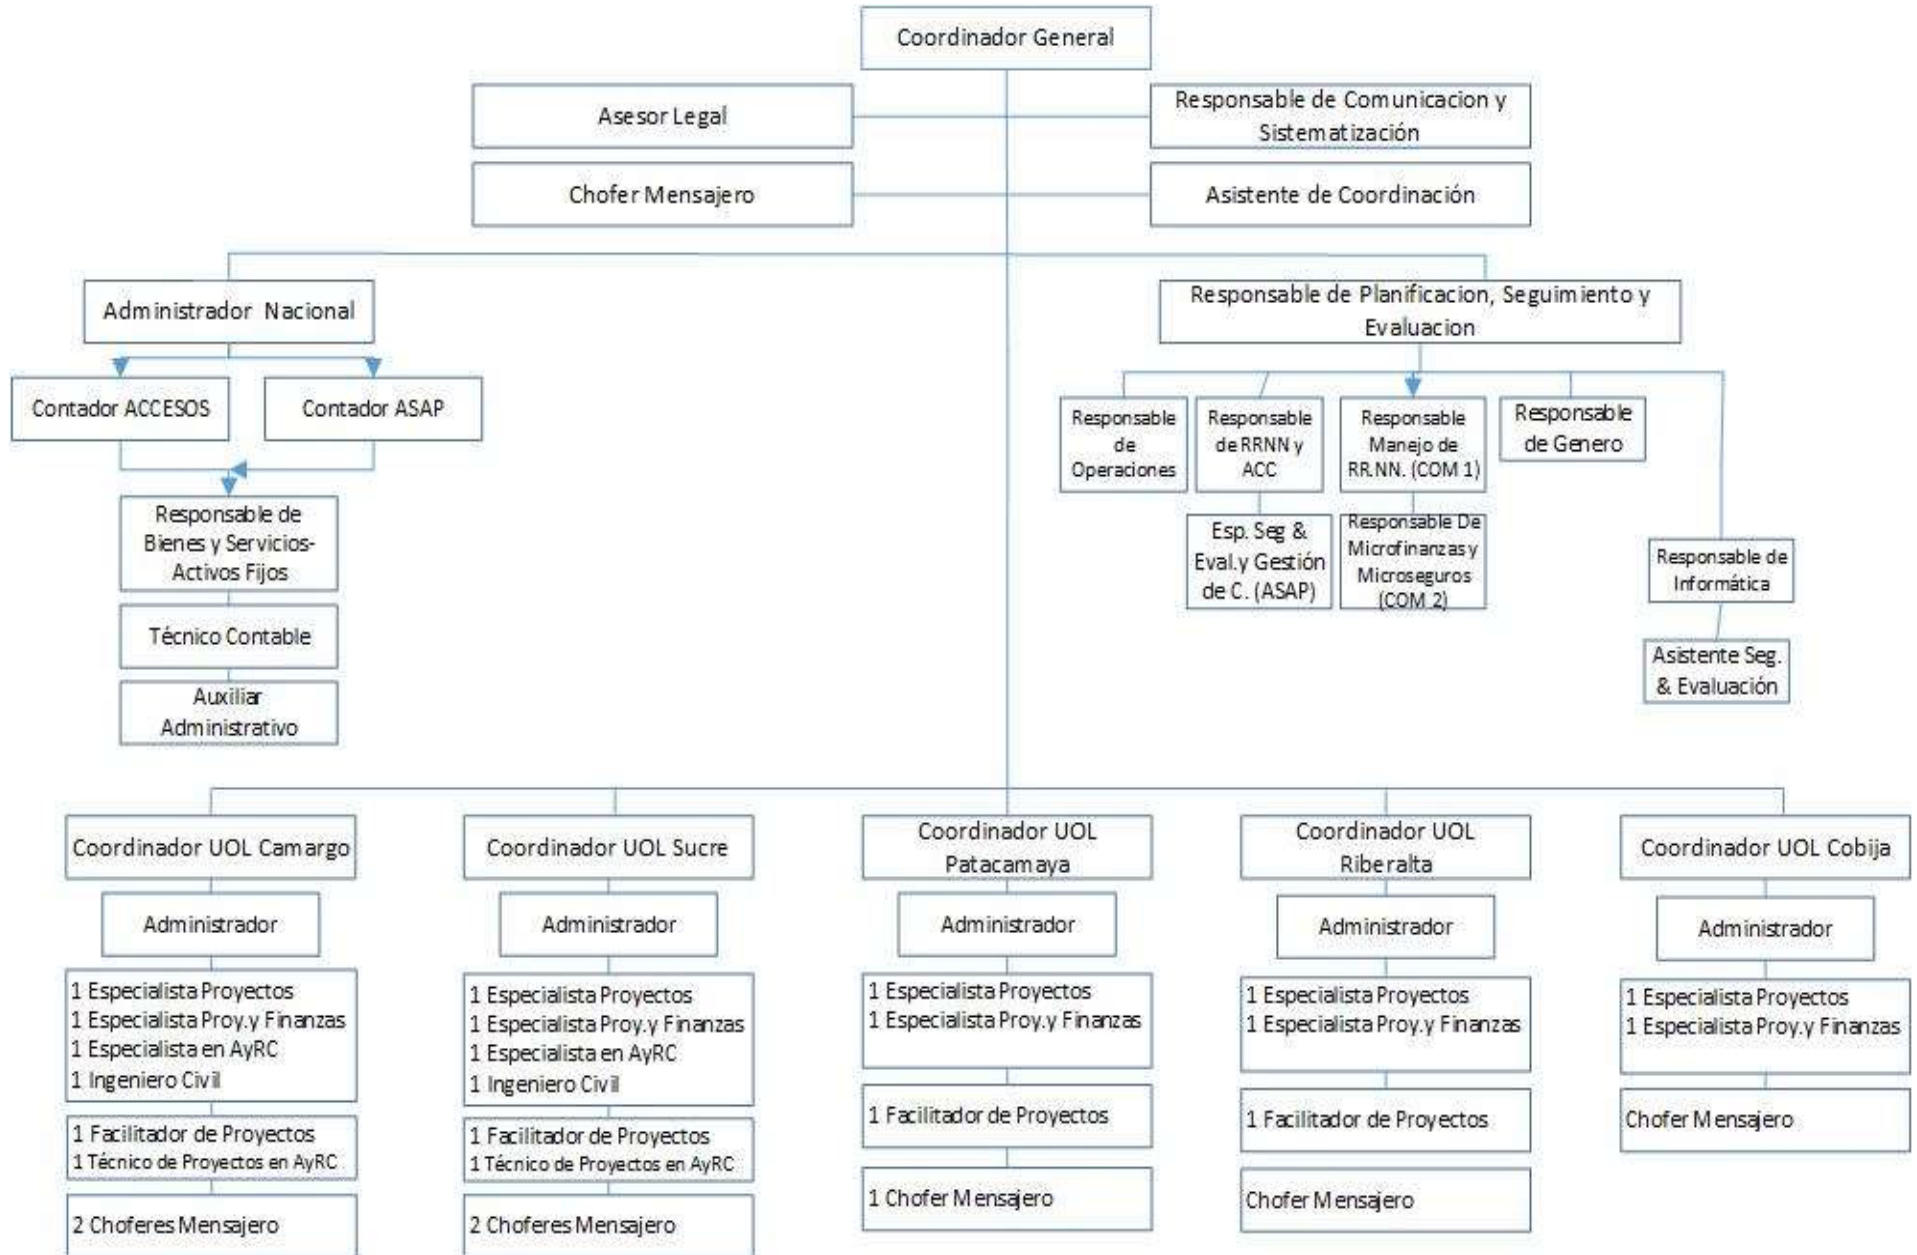 Coordinador General
Asesor Legal
Responsable de Comunicacion y
Sistematización
Chofer Mensajero
Asistente de Coordinación
Administrador Nacional
Responsable de Planificacion, Seguimiento y
Evaluacion
Contador ACCESOS
Contador ASAP
Responsable de
Bienes y Servicios-
Activos Fijos
Técnico Contable
Auxiliar
Administrativo
Responsable
de
Operaciones
Responsable
de RRNN y
ACC
Responsable
Manejo de
RR.NN. (COM 1)
Responsable
de Genero
Esp. Seg &
Eval.y Gestión
de C. (ASAP)
Responsable De
Microfinanzas y
Microseguros
(COM 2)
Responsable de
Informática
Asistente Seg.
& Evaluación
Coordinador UOL Camargo
Administrador
1 Especialista Proyectos
1 Especialista Proy.y Finanzas
1 Especialista en AyRC
1 Ingeniero Civil
1 Facilitador de Proyectos
1 Técnico de Proyectos en AyRC
2 Choferes Mensajero
Coordinador UOL Sucre
Administrador
1 Especialista Proyectos
1 Especialista Proy.y Finanzas
1 Especialista en AyRC
1 Ingeniero Civil
1 Facilitador de Proyectos
1 Técnico de Proyectos en AyRC
2 Choferes Mensajero
Coordinador UOL
Patacamaya
Administrador
1 Especialista Proyectos
1 Especialista Proy.y Finanzas
1 Facilitador de Proyectos
1 Chofer Mensajero
Coordinador UOL
Riberalta
Administrador
1 Especialista Proyectos
1 Especialista Proy.y Finanzas
1 Facilitador de Proyectos
Chofer Mensajero
Coordinador UOL Cobija
Administrador
1 Especialista Proyectos
1 Especialista Proy.y Finanzas
Chofer Mensajero